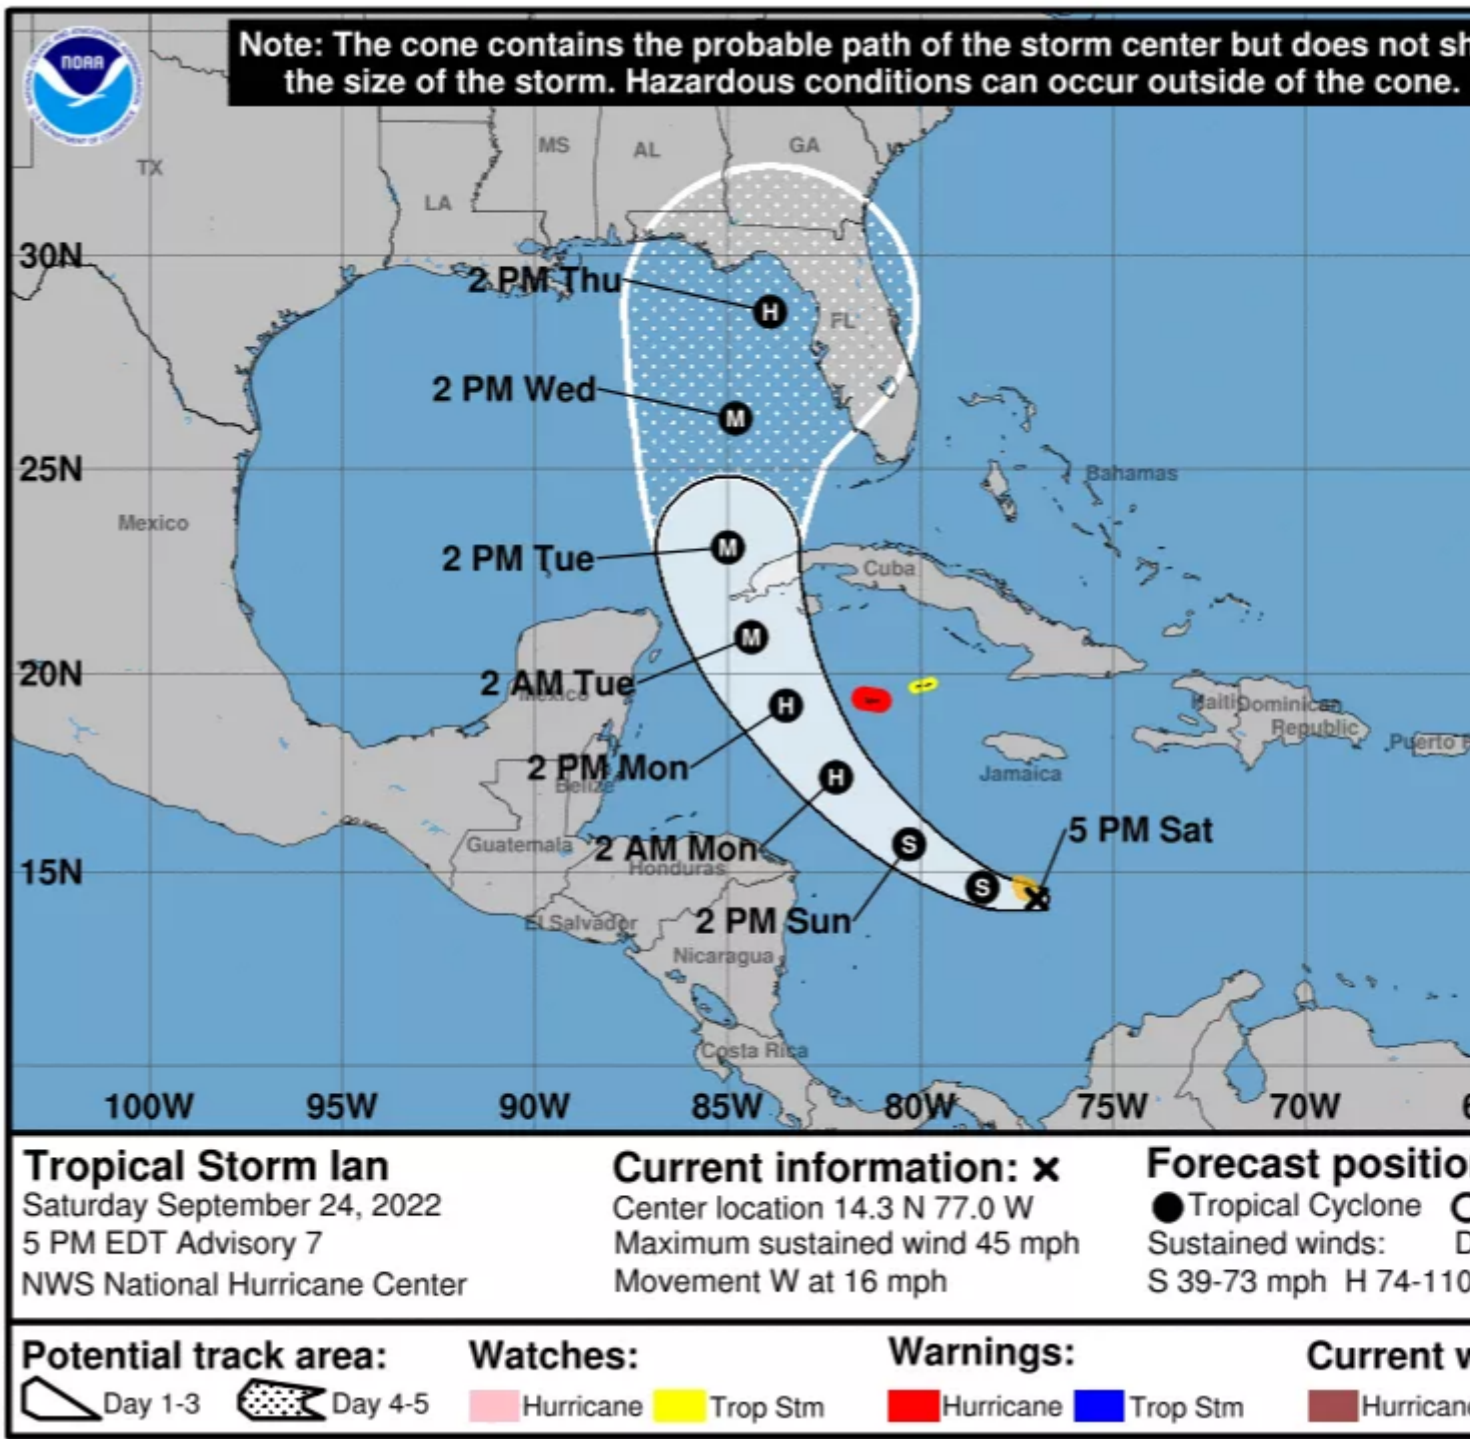 Note: The cone contains the probable path of the storm center but does not sh
the size of the storm. Hazardous conditions can occur outside of the cone.
NOAA
TX
LA
MS
AL
GA
FL
30N
25N
20N
15N
2 PM Thu
2 PM Wed
2 PM Tue
2 AM Tue
2 PM Mon
2 AM Mon
2 PM Sun
5 PM Sat
H
M
M
M
H
H
S
S
Mexico
Bahamas
Cuba
Mexico
Haiti
Dominican
Republic
Puerto R
Jamaica
Belize
Guatemala
Honduras
El Salvador
Nicaragua
Costa Rica
100W 95W 90W 85W 80W 75W 70W 6
Tropical Storm Ian
Saturday September 24, 2022
5 PM EDT Advisory 7
NWS National Hurricane Center
Current information: x
Center location 14.3 N 77.0 W
Maximum sustained wind 45 mph
Movement W at 16 mph
Forecast positio
Tropical Cyclone
Sustained winds: D
S 39-73 mph H 74-110
Potential track area:
Day 1-3 Day 4-5
Watches:
Hurricane Trop Stm
Warnings:
Hurricane Trop Stm
Current w
Hurricane